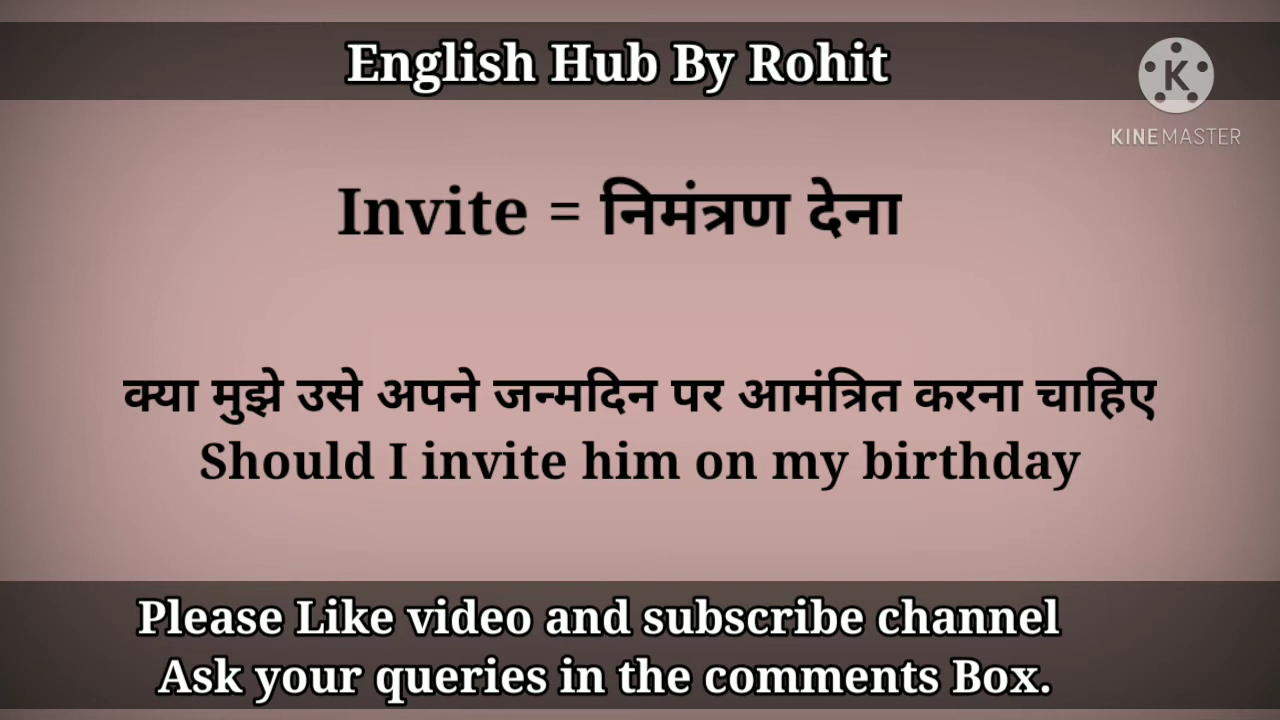 English Hub By Rohit
K
KINEMASTER
Invite = निमंत्रण देना
क्या मुझे उसे अपने जन्मदिन पर आमंत्रित करना चाहिए
Should I invite him on my birthday
Please Like video and subscribe channel
Ask your queries in the comments Box.